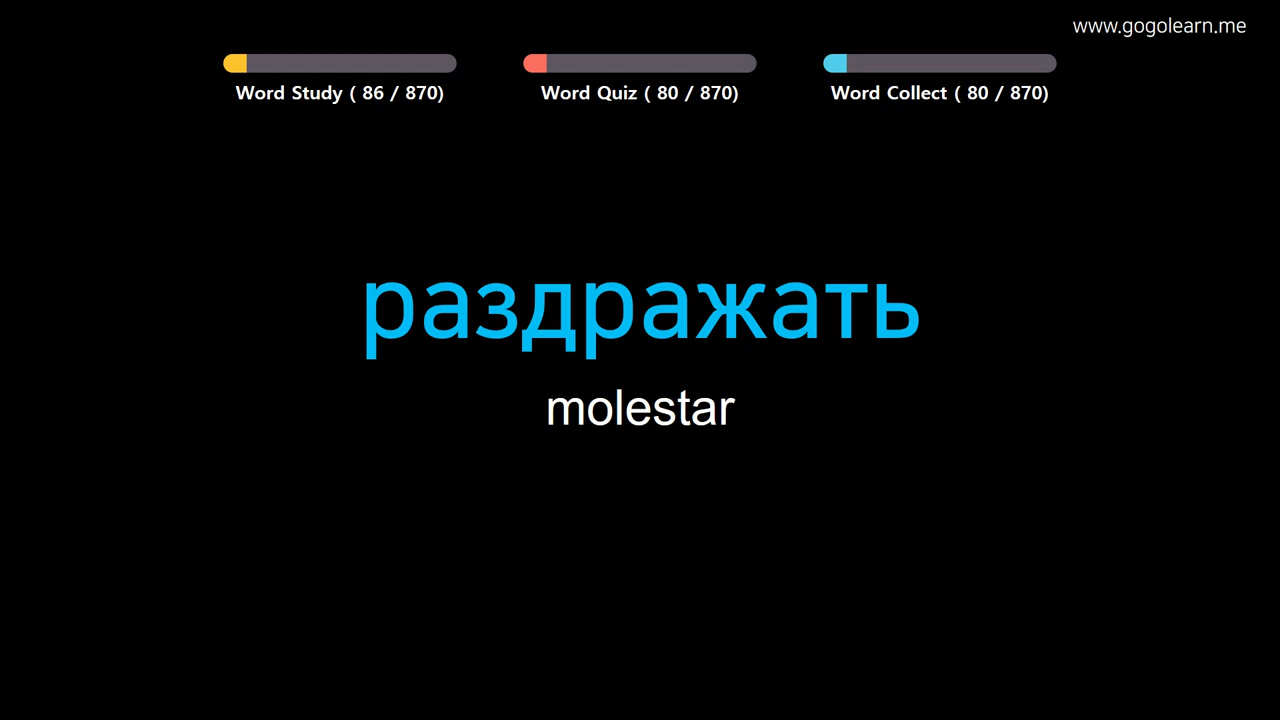 www.gogolearn.me
Word Study ( 86 / 870)
Word Quiz ( 80 / 870)
Word Collect ( 80 / 870)
раздражать
molestar